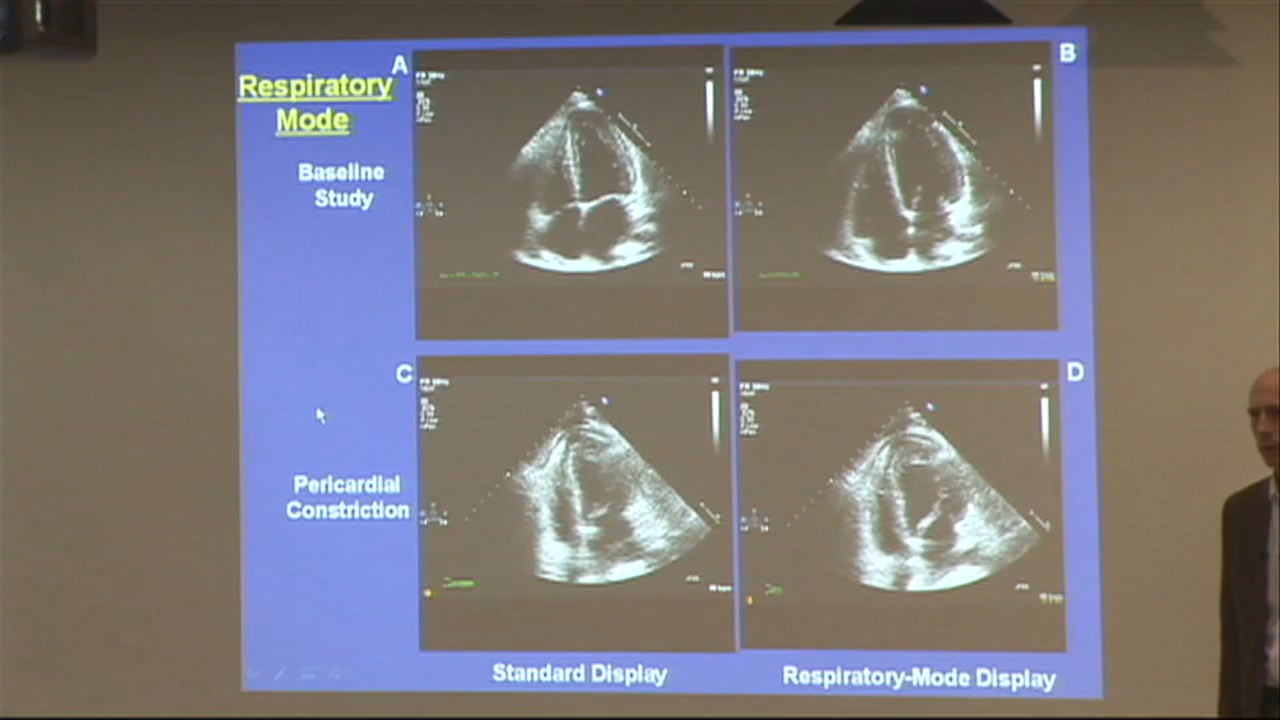 Respiratory
Mode
A
B
Baseline
Study
C
D
Pericardial
Constriction
Standard Display
Respiratory-Mode Display